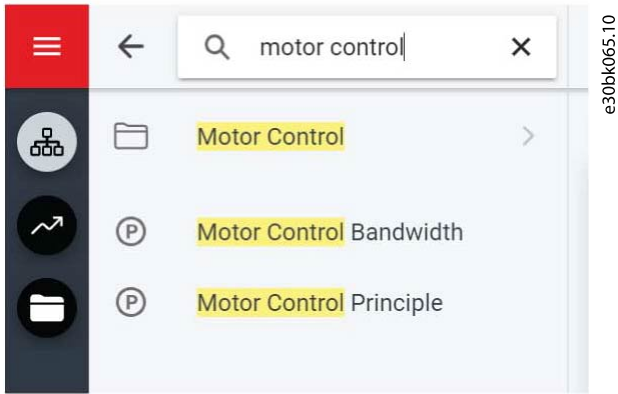 motor control
Motor Control
P Motor Control Bandwidth
P Motor Control Principle
e30bk065.10